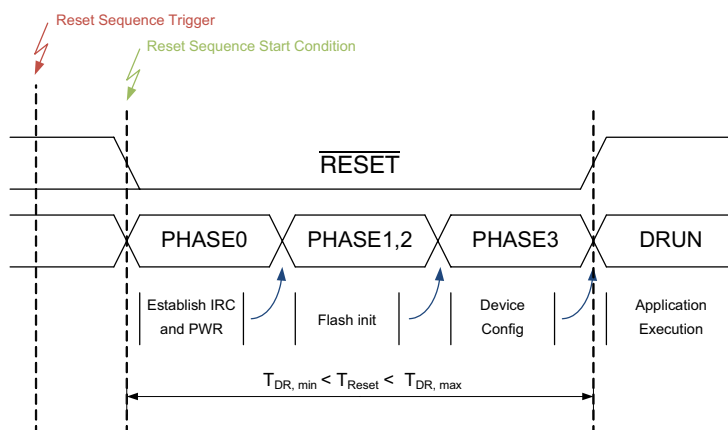 Reset Sequence Trigger
Reset Sequence Start Condition
RESET
PHASE0 PHASE1,2 PHASE3 DRUN
Establish IRC
and PWR
Flash init
Device
Config
Application
Execution
TDR, min < TReset < TDR, max